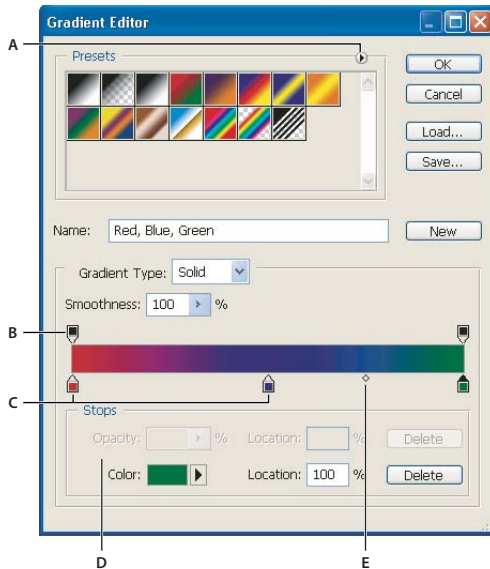 Gradient Editor
A
Presets
OK
Cancel
Load...
Save...
Name: Red, Blue, Green
New
Gradient Type: Solid
Smoothness: 100 %
B
C
Stops
Opacity: % Location: % Delete
Color: Location: 100 % Delete
D E